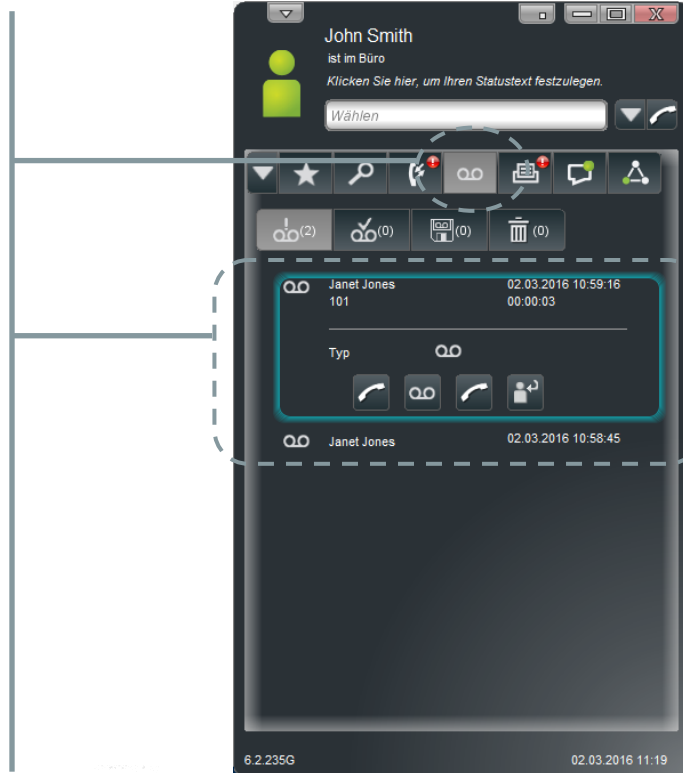 John Smith
ist im Büro
Klicken Sie hier, um Ihren Statustext festzulegen.
Wählen
(2) (0) (0) (0)
Janet Jones 02.03.2016 10:59:16
101 00:00:03
Typ
Janet Jones 02.03.2016 10:58:45
6.2.235G 02.03.2016 11:19